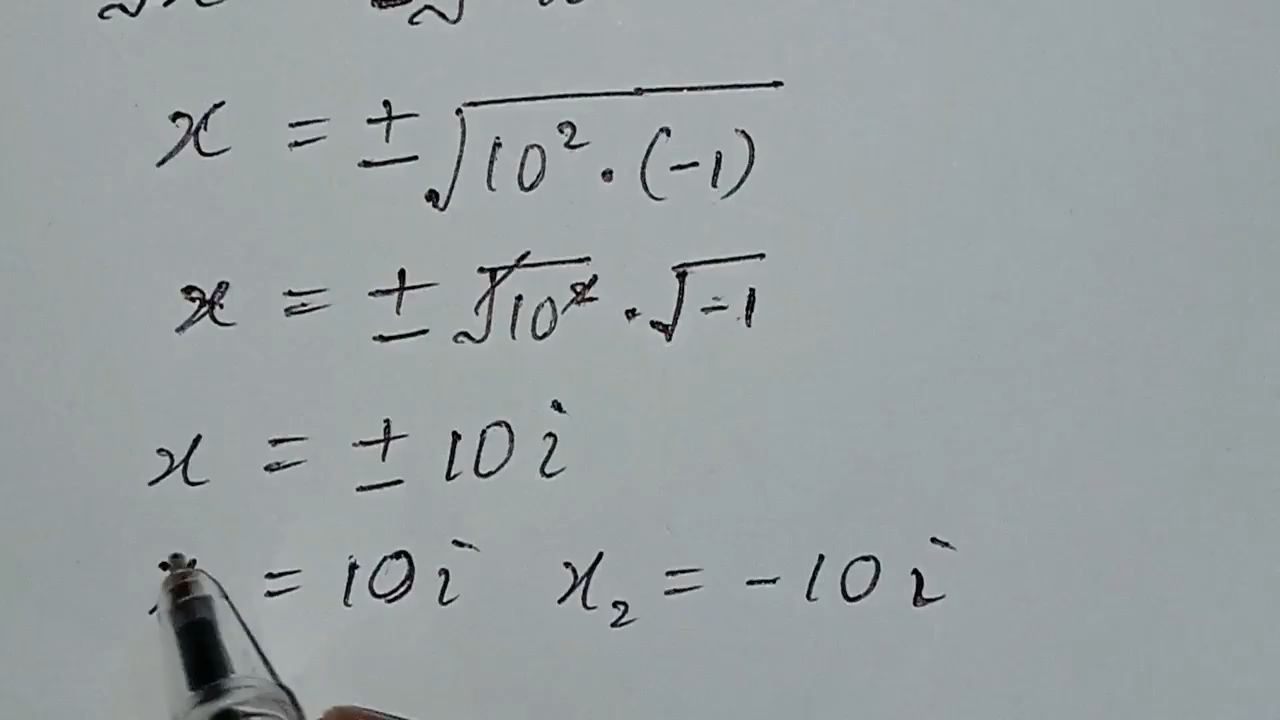 x = ±√(10² · (-1))
x = ±√10² · √-1
x = ± 10i
= 10i x₂ = -10i